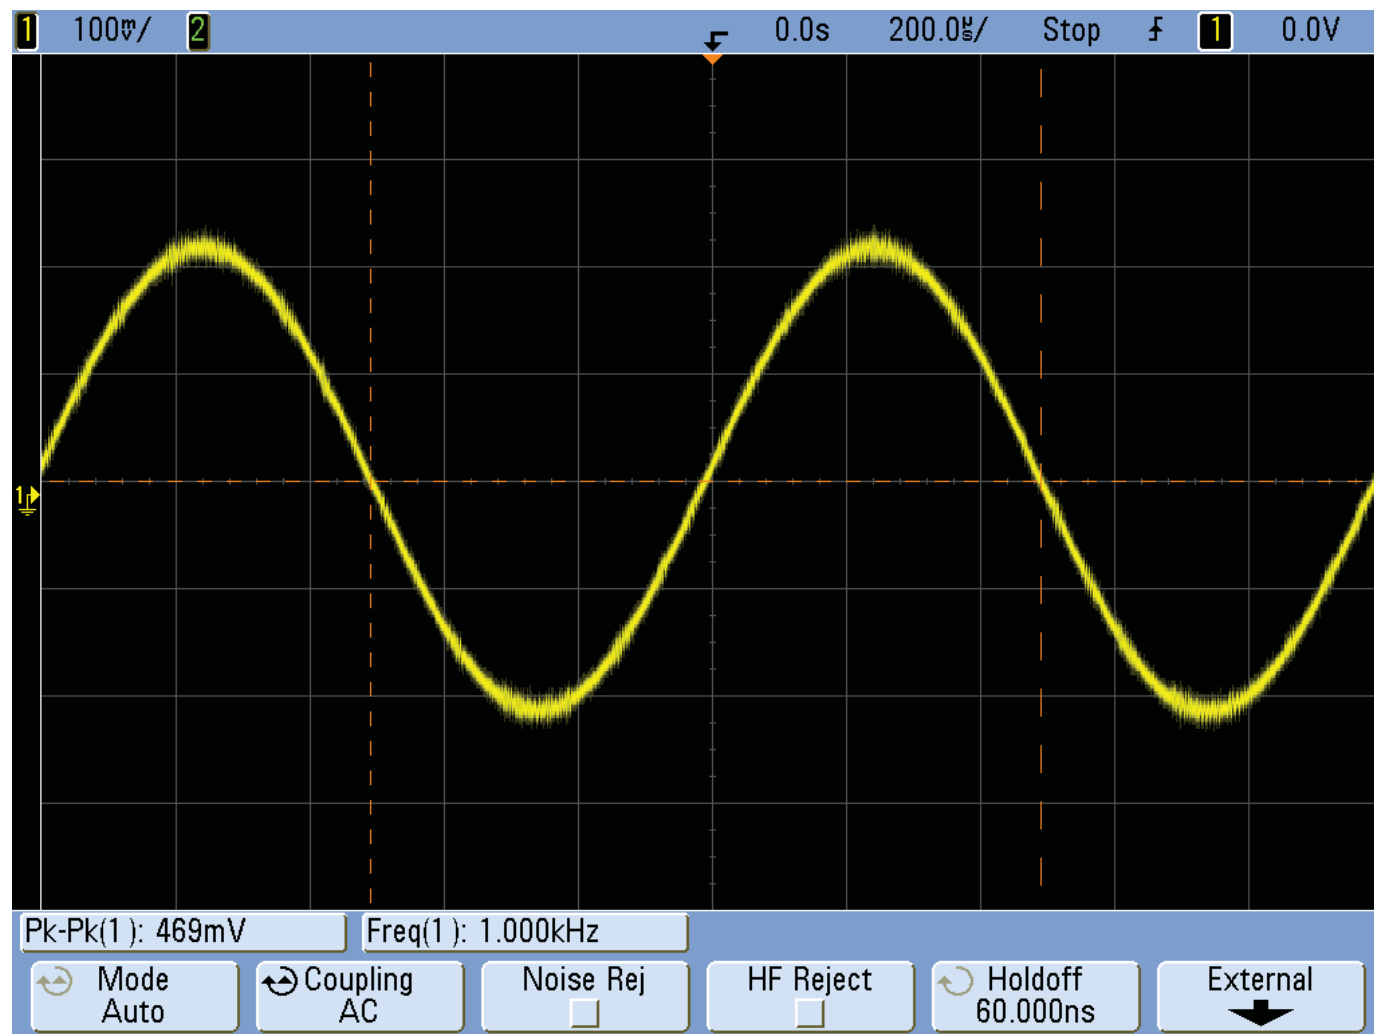 1 100mV/ 2 0.0s 200.0µs/ Stop 1 0.0V
1
Pk-Pk(1): 469mV Freq(1): 1.000kHz
Mode Coupling Noise Rej HF Reject Holdoff External
Auto AC 60.000ns